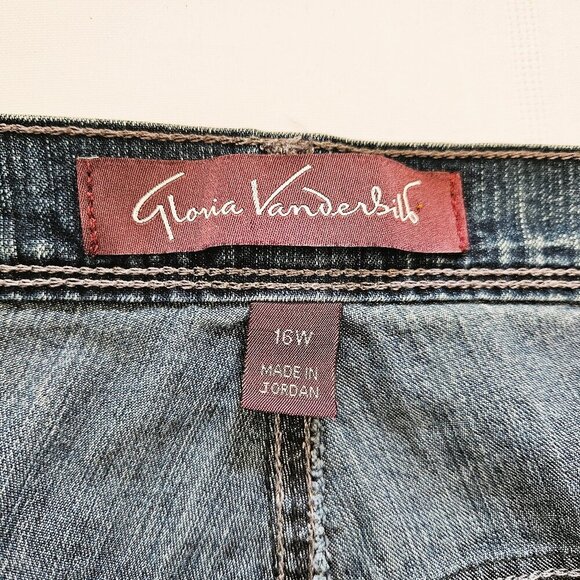 Gloria Vanderbilt
16W
MADE IN
JORDAN